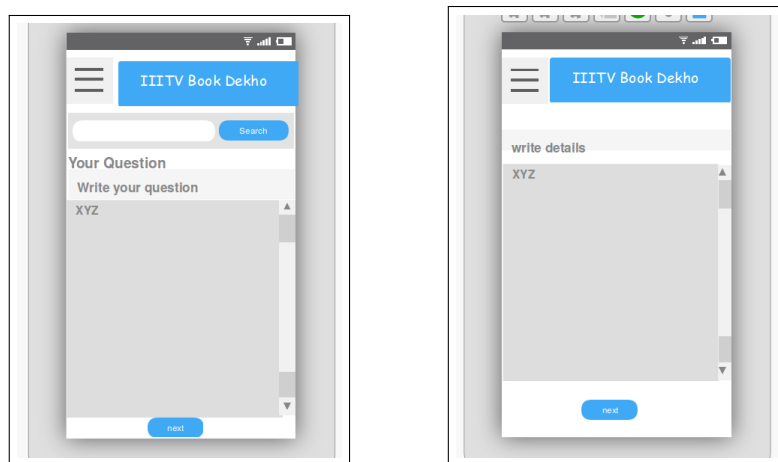 IIITV Book Dekho
Search
Your Question
Write your question
XYZ
next
IIITV Book Dekho
write details
XYZ
next